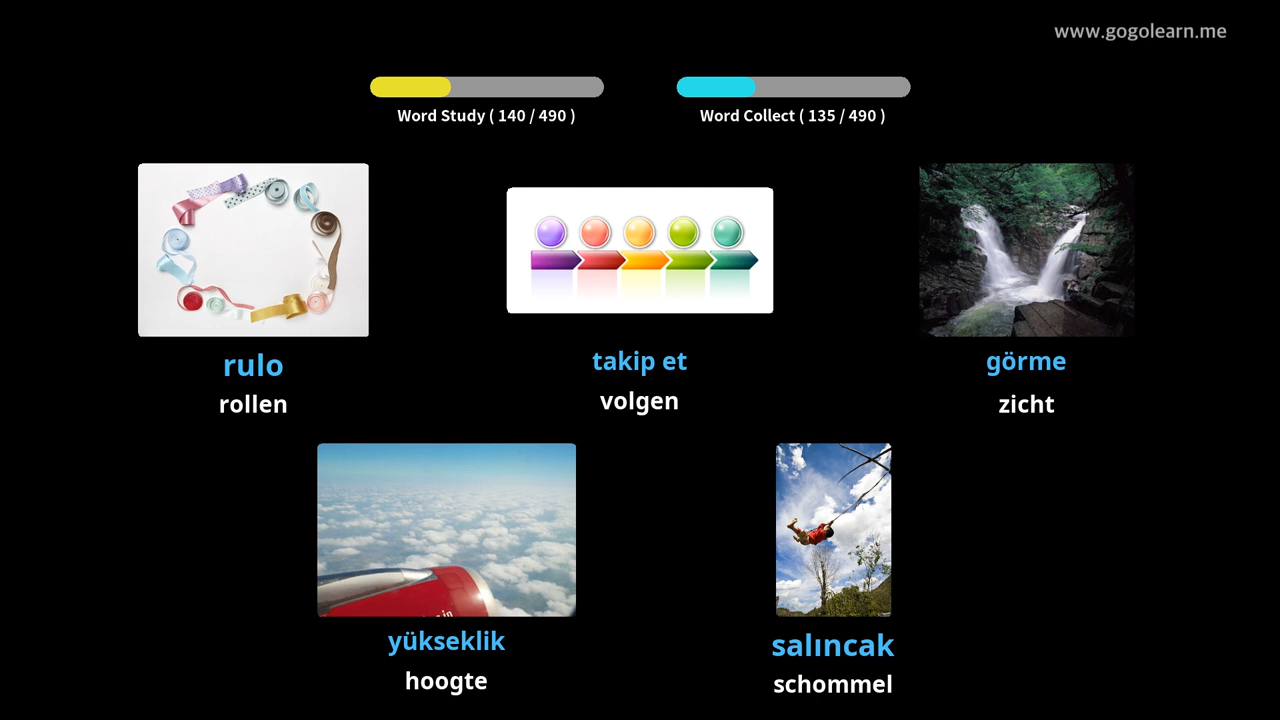 www.gogolearn.me
Word Study ( 140 / 490 )
Word Collect ( 135 / 490 )
rulo
rollen
takip et
volgen
görme
zicht
yükseklik
hoogte
salıncak
schommel